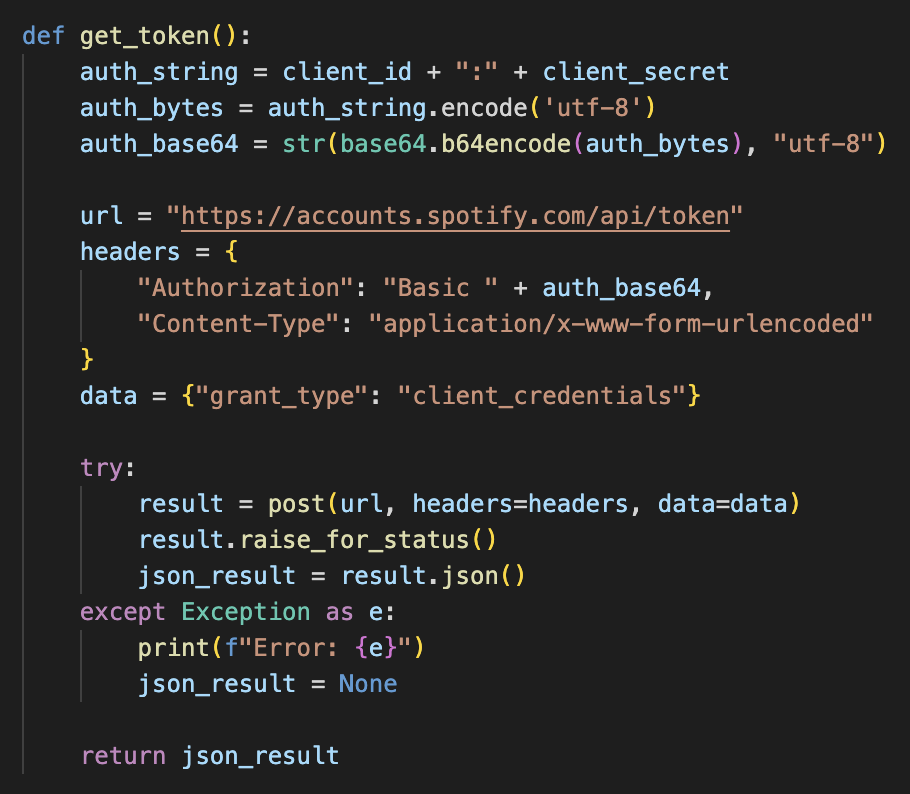 def get_token():
    auth_string = client_id + ":" + client_secret
    auth_bytes = auth_string.encode('utf-8')
    auth_base64 = str(base64.b64encode(auth_bytes), "utf-8")

    url = "https://accounts.spotify.com/api/token"
    headers = {
        "Authorization": "Basic " + auth_base64,
        "Content-Type": "application/x-www-form-urlencoded"
    }
    data = {"grant_type": "client_credentials"}

    try:
        result = post(url, headers=headers, data=data)
        result.raise_for_status()
        json_result = result.json()
    except Exception as e:
        print(f"Error: {e}")
        json_result = None

    return json_result